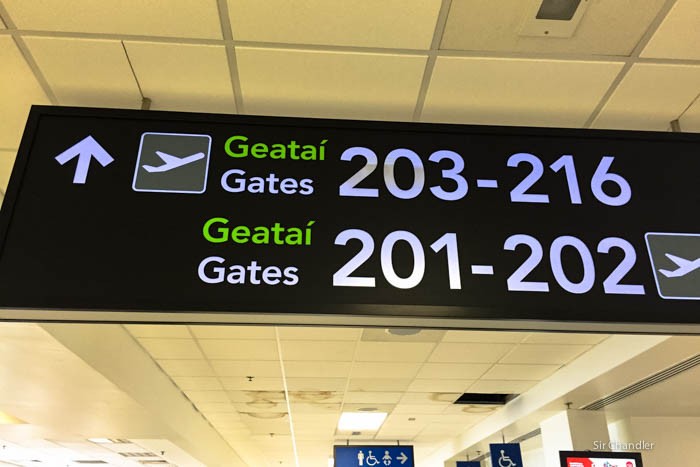 Geataí
Gates 203-216
Geataí
Gates 201-202
Sir Chandler